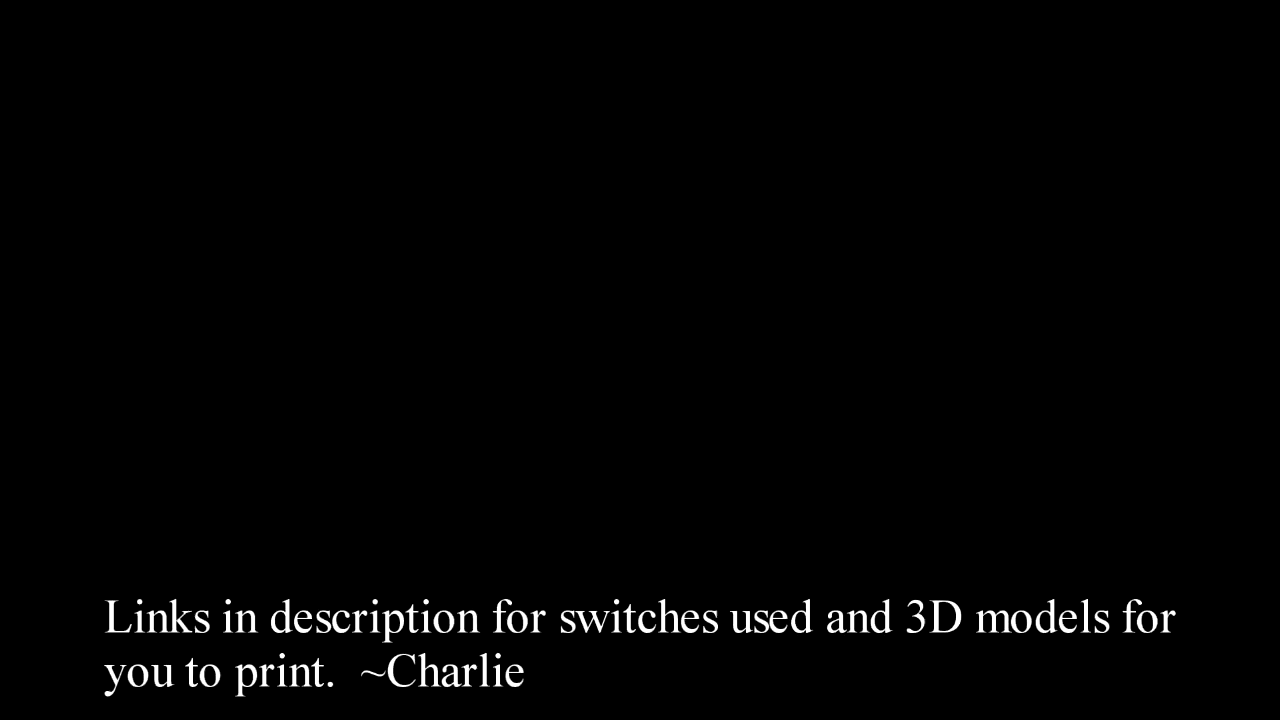 Links in description for switches used and 3D models for
you to print.  ~Charlie